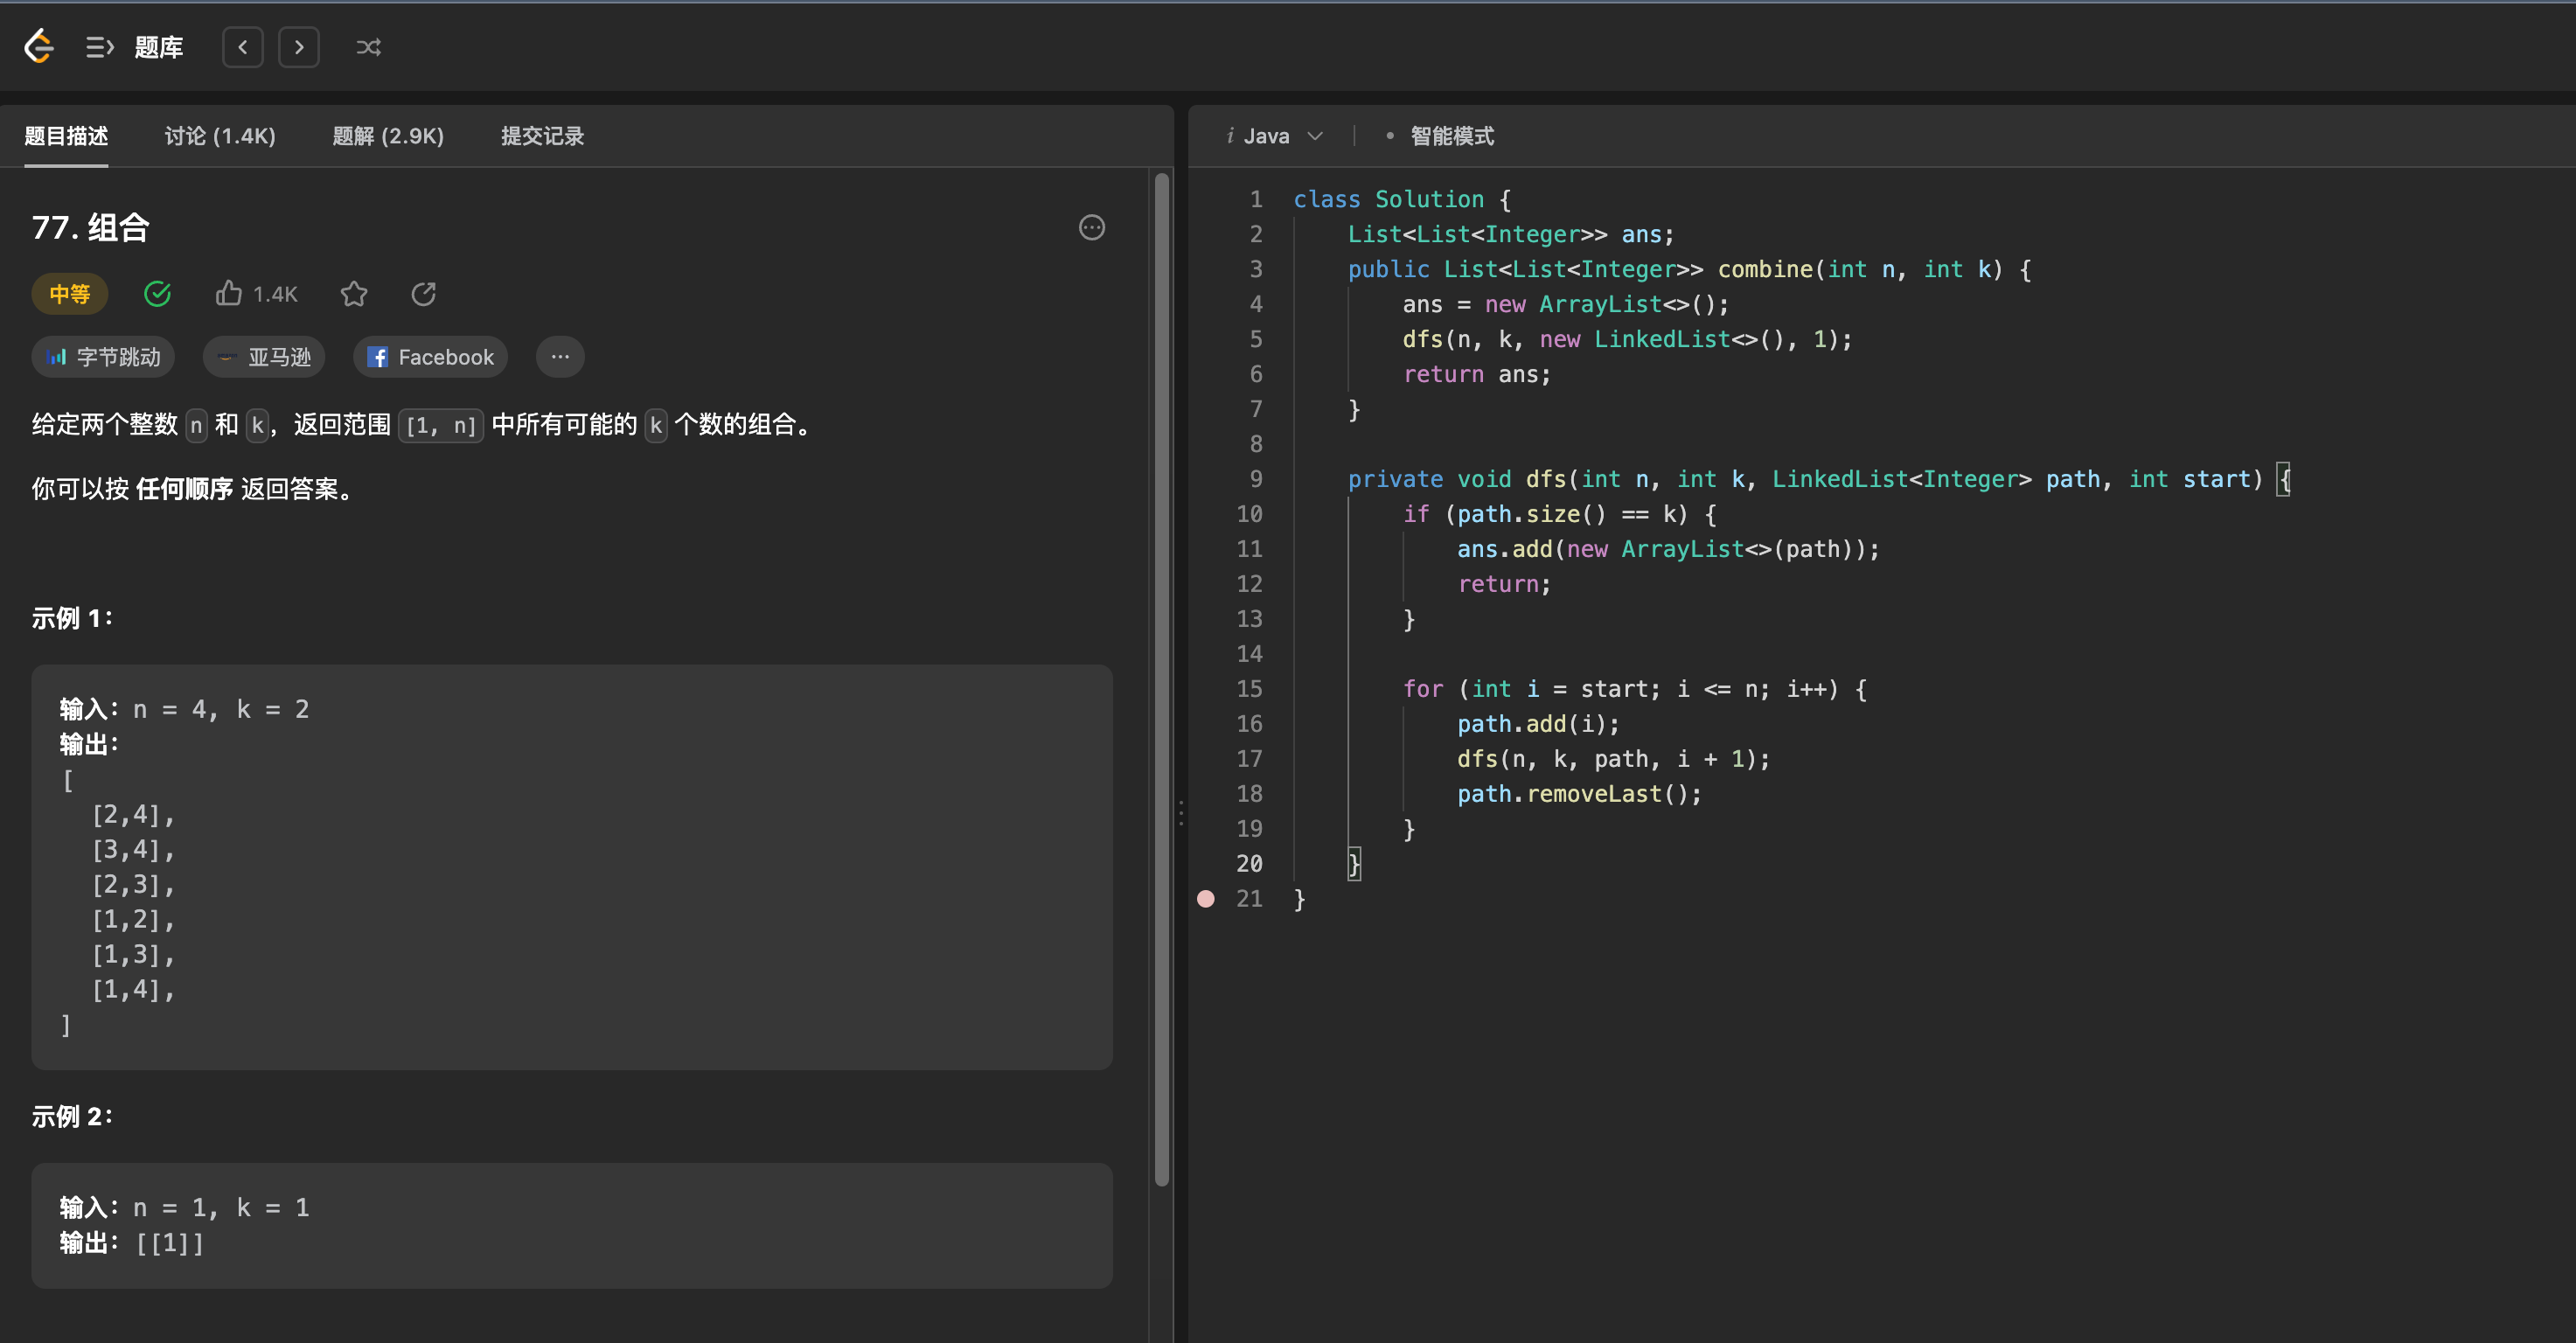 题库
题目描述 讨论 (1.4K) 题解 (2.9K) 提交记录
77. 组合
中等 1.4K
字节跳动 亚马逊 Facebook ···
给定两个整数 n 和 k，返回范围 [1, n] 中所有可能的 k 个数的组合。
你可以按 任何顺序 返回答案。
示例 1：
输入：n = 4, k = 2
输出：
[
  [2,4],
  [3,4],
  [2,3],
  [1,2],
  [1,3],
  [1,4],
]
示例 2：
输入：n = 1, k = 1
输出：[[1]]
i Java • 智能模式
1 class Solution {
2     List<List<Integer>> ans;
3     public List<List<Integer>> combine(int n, int k) {
4         ans = new ArrayList<>();
5         dfs(n, k, new LinkedList<>(), 1);
6         return ans;
7     }
8
9     private void dfs(int n, int k, LinkedList<Integer> path, int start) {
10         if (path.size() == k) {
11             ans.add(new ArrayList<>(path));
12             return;
13         }
14
15         for (int i = start; i <= n; i++) {
16             path.add(i);
17             dfs(n, k, path, i + 1);
18             path.removeLast();
19         }
20     }
21 }